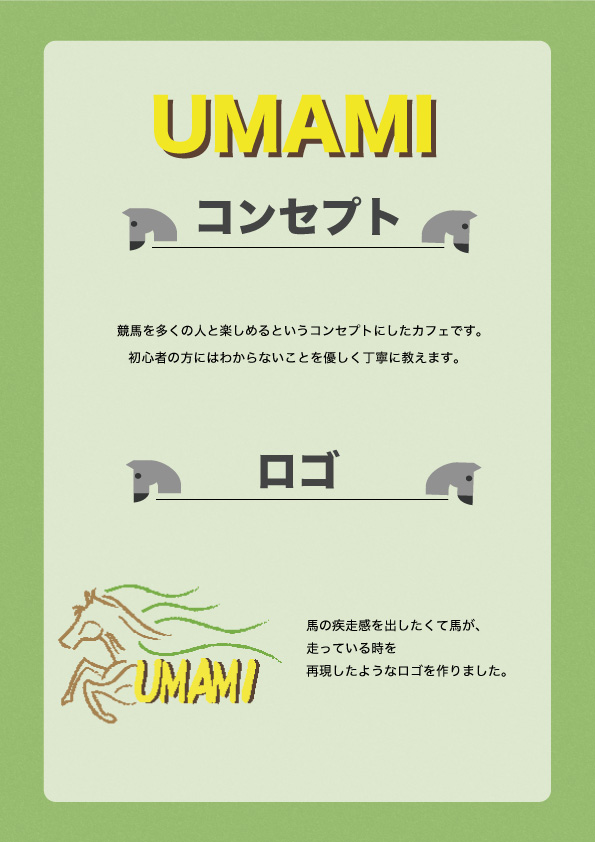 UMAMI
コンセプト
競馬を多くの人と楽しめるというコンセプトにしたカフェです。
初心者の方にはわからないことを優しく丁寧に教えます。
ロゴ
UMAMI
馬の疾走感を出したくて馬が、
走っている時を
再現したようなロゴを作りました。